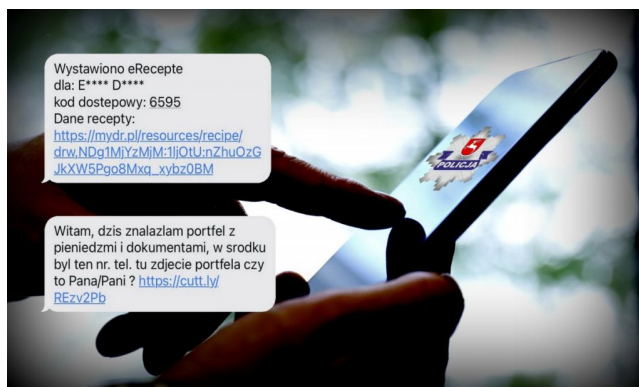 Wystawiono eRecepte
dla: E**** D****
kod dostepowy: 6595
Dane recepty:
https://mydr.pl/resources/recipe/
drw,NDg1MjYzMjM:1ljOtU:nZhuOzG
JkXW5Pgo8Mxq_xybz0BM
Witam, dzis znalazlam portfel z
pieniedzmi i dokumentami, w srodku
byl ten nr. tel. tu zdjecie portfela czy
to Pana/Pani ? https://cutt.ly/
REzv2Pb
POLICJA